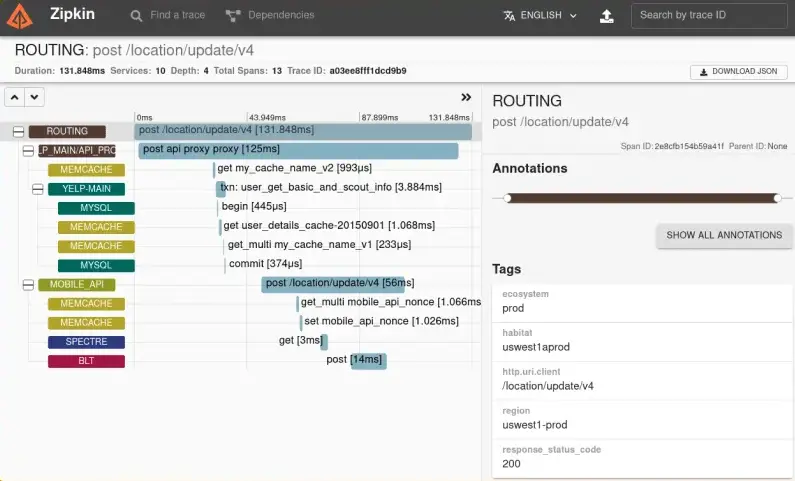 Zipkin
Find a trace
Dependencies
ENGLISH
Search by trace ID
ROUTING: post /location/update/v4
Duration: 131.848ms Services: 10 Depth: 4 Total Spans: 13 Trace ID: a03ee8fff1dcd9b9
DOWNLOAD JSON
0ms 43.949ms 87.899ms 131.848ms
ROUTING post /location/update/v4 [131.848ms]
LP_MAIN/API_PRO post api proxy proxy [125ms]
MEMCACHE get my_cache_name_v2 [993µs]
YELP-MAIN txn: user_get_basic_and_scout_info [3.884ms]
MYSQL begin [445µs]
MEMCACHE get user_details_cache-20150901 [1.068ms]
MEMCACHE get_multi my_cache_name_v1 [233µs]
MYSQL commit [374µs]
MOBILE_API post /location/update/v4 [56ms]
MEMCACHE get_multi mobile_api_nonce [1.066ms
MEMCACHE set mobile_api_nonce [1.026ms]
SPECTRE get [3ms]
BLT post [14ms]
ROUTING
post /location/update/v4
Span ID: 2e8cfb154b59a41f Parent ID: None
Annotations
SHOW ALL ANNOTATIONS
Tags
ecosystem
prod
habitat
uswest1aprod
http.uri.client
/location/update/v4
region
uswest1-prod
response_status_code
200